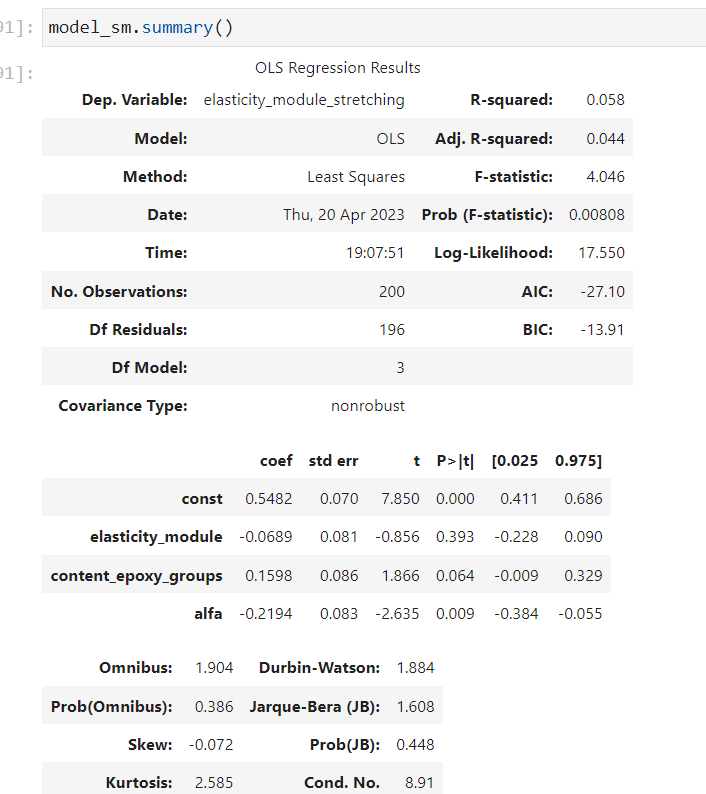 91]: model_sm.summary()
91]:
OLS Regression Results
Dep. Variable: elasticity_module_stretching R-squared: 0.058
Model: OLS Adj. R-squared: 0.044
Method: Least Squares F-statistic: 4.046
Date: Thu, 20 Apr 2023 Prob (F-statistic): 0.00808
Time: 19:07:51 Log-Likelihood: 17.550
No. Observations: 200 AIC: -27.10
Df Residuals: 196 BIC: -13.91
Df Model: 3
Covariance Type: nonrobust
coef std err t P>|t| [0.025 0.975]
const 0.5482 0.070 7.850 0.000 0.411 0.686
elasticity_module -0.0689 0.081 -0.856 0.393 -0.228 0.090
content_epoxy_groups 0.1598 0.086 1.866 0.064 -0.009 0.329
alfa -0.2194 0.083 -2.635 0.009 -0.384 -0.055
Omnibus: 1.904 Durbin-Watson: 1.884
Prob(Omnibus): 0.386 Jarque-Bera (JB): 1.608
Skew: -0.072 Prob(JB): 0.448
Kurtosis: 2.585 Cond. No. 8.91